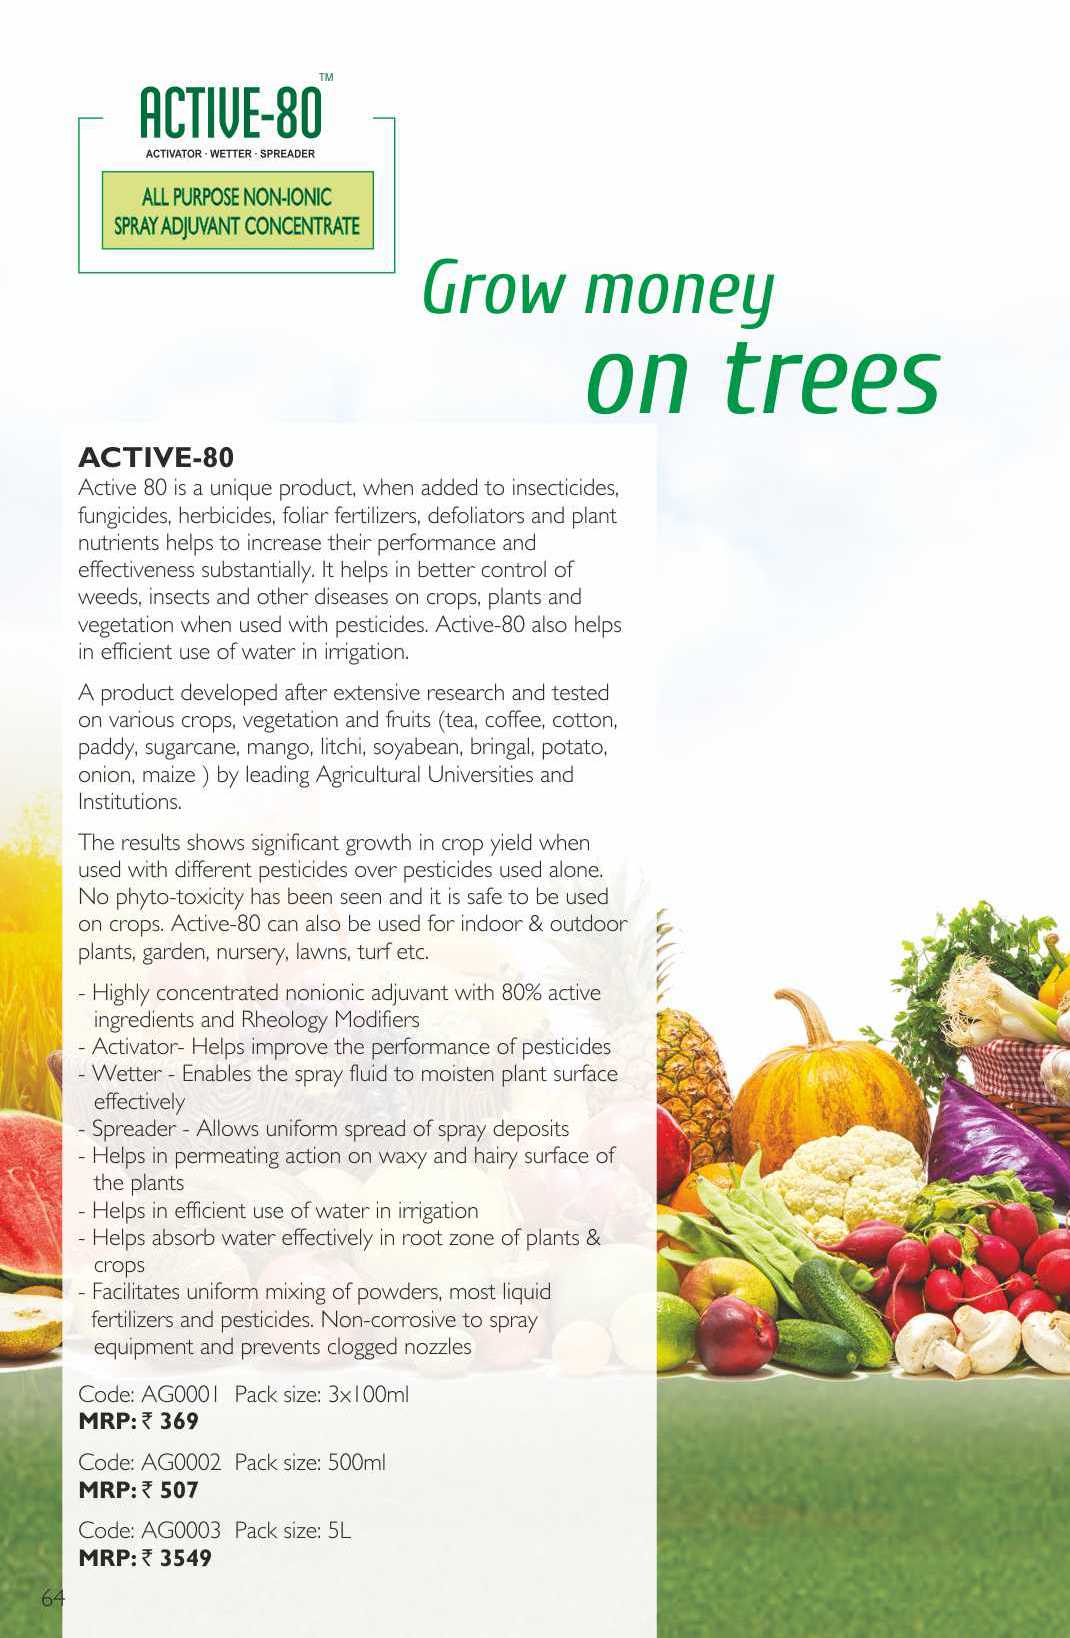 ACTIVE-80
TM
ACTIVATOR · WETTER · SPREADER
ALL PURPOSE NON-IONIC
SPRAY ADJUVANT CONCENTRATE
Grow money
on trees
ACTIVE-80
Active 80 is a unique product, when added to insecticides,
fungicides, herbicides, foliar fertilizers, defoliators and plant
nutrients helps to increase their performance and
effectiveness substantially. It helps in better control of
weeds, insects and other diseases on crops, plants and
vegetation when used with pesticides. Active-80 also helps
in efficient use of water in irrigation.
A product developed after extensive research and tested
on various crops, vegetation and fruits (tea, coffee, cotton,
paddy, sugarcane, mango, litchi, soyabean, bringal, potato,
onion, maize ) by leading Agricultural Universities and
Institutions.
The results shows significant growth in crop yield when
used with different pesticides over pesticides used alone.
No phyto-toxicity has been seen and it is safe to be used
on crops. Active-80 can also be used for indoor & outdoor
plants, garden, nursery, lawns, turf etc.
- Highly concentrated nonionic adjuvant with 80% active
ingredients and Rheology Modifiers
- Activator- Helps improve the performance of pesticides
- Wetter - Enables the spray fluid to moisten plant surface
effectively
- Spreader - Allows uniform spread of spray deposits
- Helps in permeating action on waxy and hairy surface of
the plants
- Helps in efficient use of water in irrigation
- Helps absorb water effectively in root zone of plants &
crops
- Facilitates uniform mixing of powders, most liquid
fertilizers and pesticides. Non-corrosive to spray
equipment and prevents clogged nozzles
Code: AG0001 Pack size: 3x100ml
MRP: ₹ 369
Code: AG0002 Pack size: 500ml
MRP: ₹ 507
Code: AG0003 Pack size: 5L
MRP: ₹ 3549
64